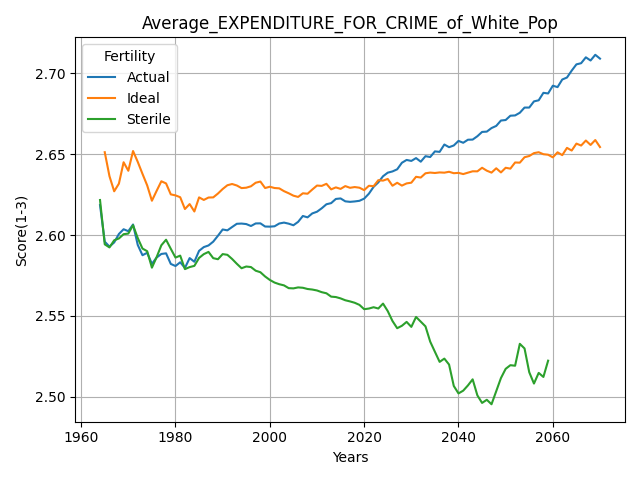 Average_EXPENDITURE_FOR_CRIME_of_White_Pop
Fertility
Actual
Ideal
Sterile
Score(1-3)
2.70
2.65
2.60
2.55
2.50
1960 1980 2000 2020 2040 2060
Years